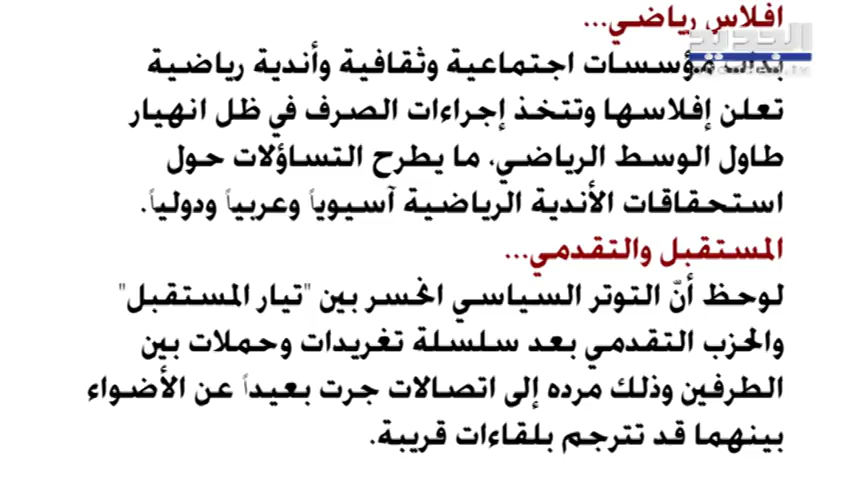 افلاس رياضي...
بدأت مؤسسات اجتماعية وثقافية وأندية رياضية
تعلن إفلاسها وتتخذ إجراءات الصرف في ظل انهيار
طاول الوسط الرياضي، ما يطرح التساؤلات حول
استحقاقات الأندية الرياضية آسيوياً وعربياً ودولياً.
المستقبل والتقدمي...
لوحظ أنّ التوتر السياسي انحسر بين "تيار المستقبل"
والحزب التقدمي بعد سلسلة تغريدات وحملات بين
الطرفين وذلك مرده إلى اتصالات جرت بعيداً عن الأضواء
بينهما قد تترجم بلقاءات قريبة.
الجديد
aljadeed.tv